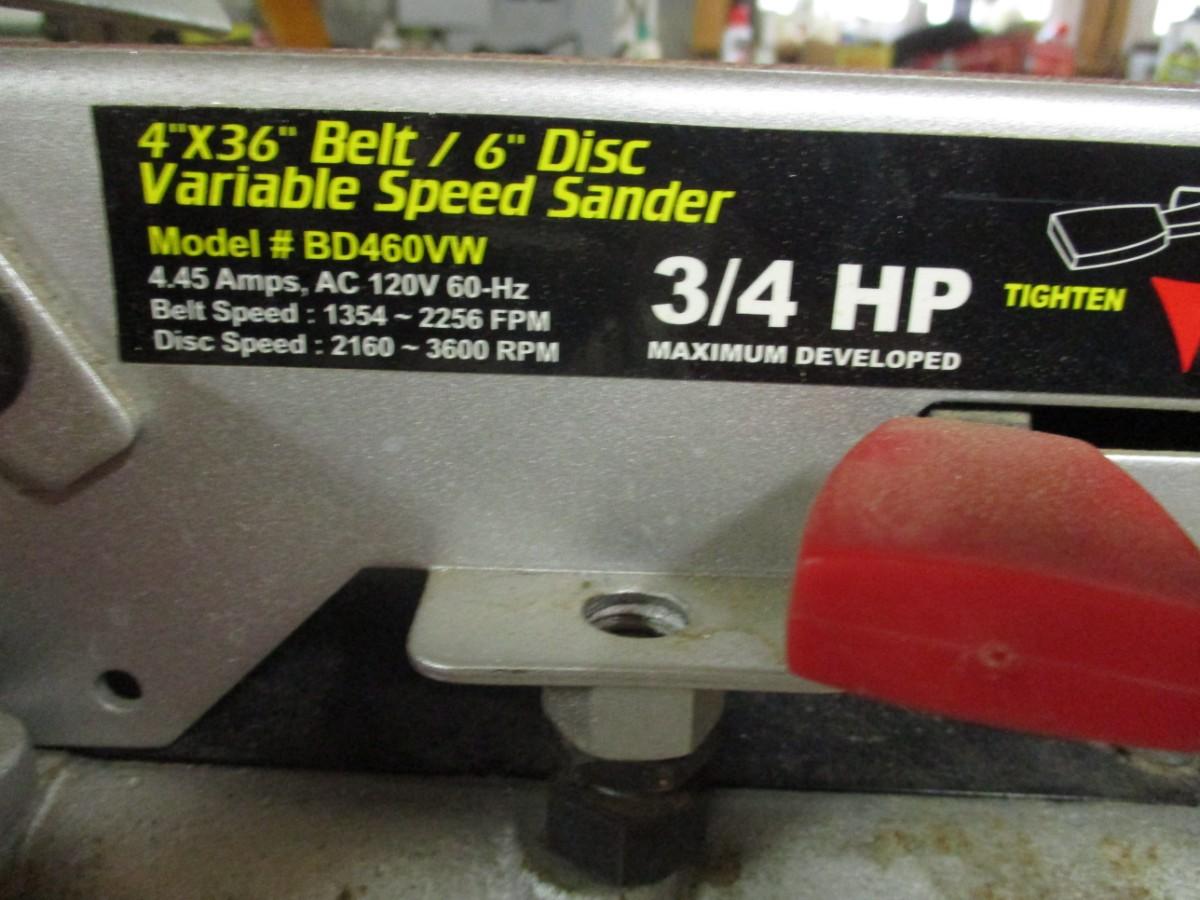 4"X36" Belt / 6" Disc
Variable Speed Sander
Model # BD460VW
4.45 Amps, AC 120V 60-Hz
Belt Speed : 1354 ~ 2256 FPM
Disc Speed : 2160 ~ 3600 RPM
3/4 HP
MAXIMUM DEVELOPED
TIGHTEN